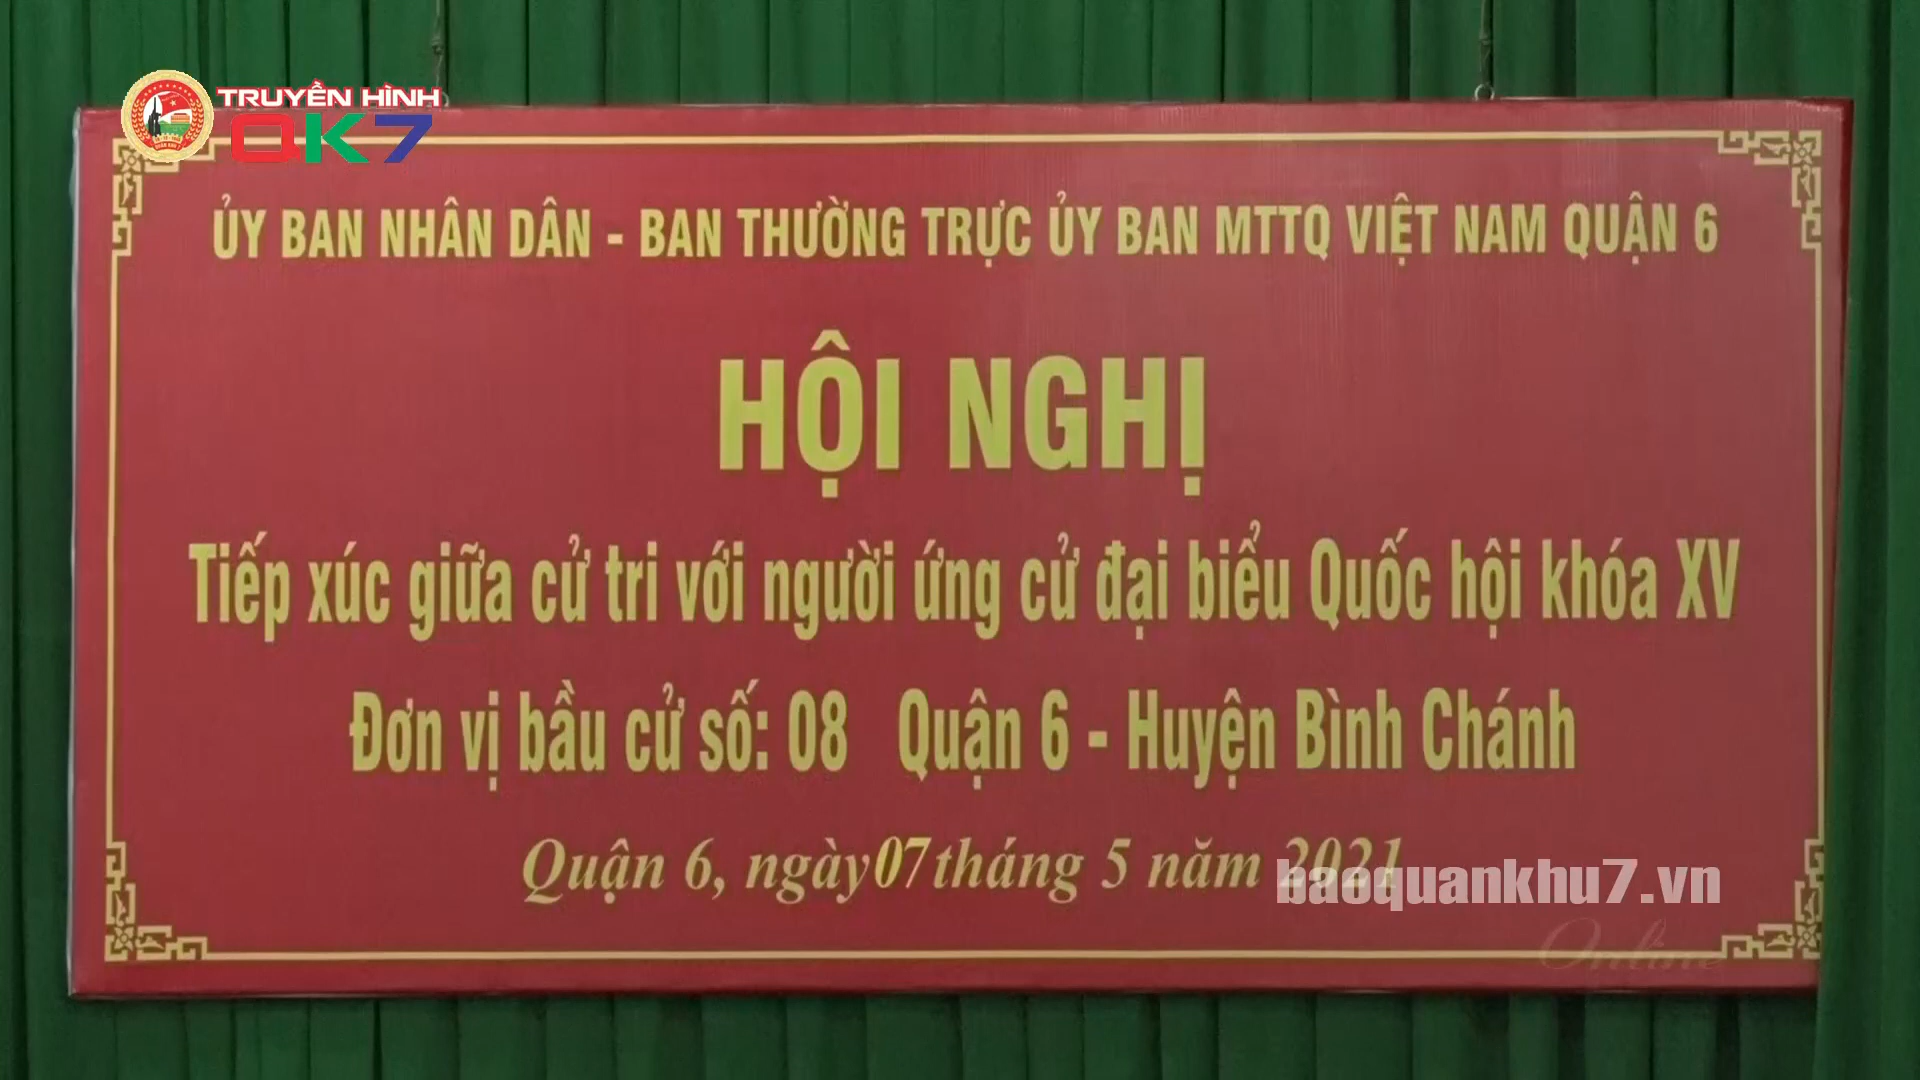 TRUYỀN HÌNH
QK7
ỦY BAN NHÂN DÂN - BAN THƯỜNG TRỰC ỦY BAN MTTQ VIỆT NAM QUẬN 6
HỘI NGHỊ
Tiếp xúc giữa cử tri với người ứng cử đại biểu Quốc hội khóa XV
Đơn vị bầu cử số: 08 Quận 6 - Huyện Bình Chánh
Quận 6, ngày 07 tháng 5 năm 2021
baoquankhu7.vn
Online